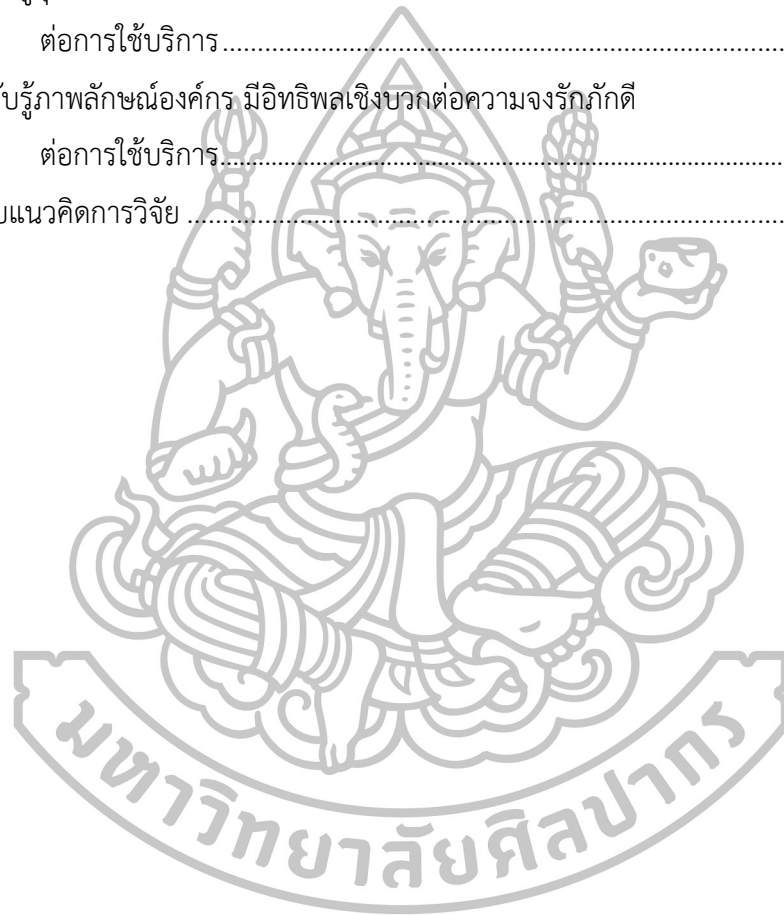 ต่อการใช้บริการ....................................................................................
ับรู้ภาพลักษณ์องค์กร มีอิทธิพลเชิงบวกต่อความจงรักภักดี
ต่อการใช้บริการ....................................................................................
บแนวคิดการวิจัย ..........................................................................................
มหาวิทยาลัยศิลปากร